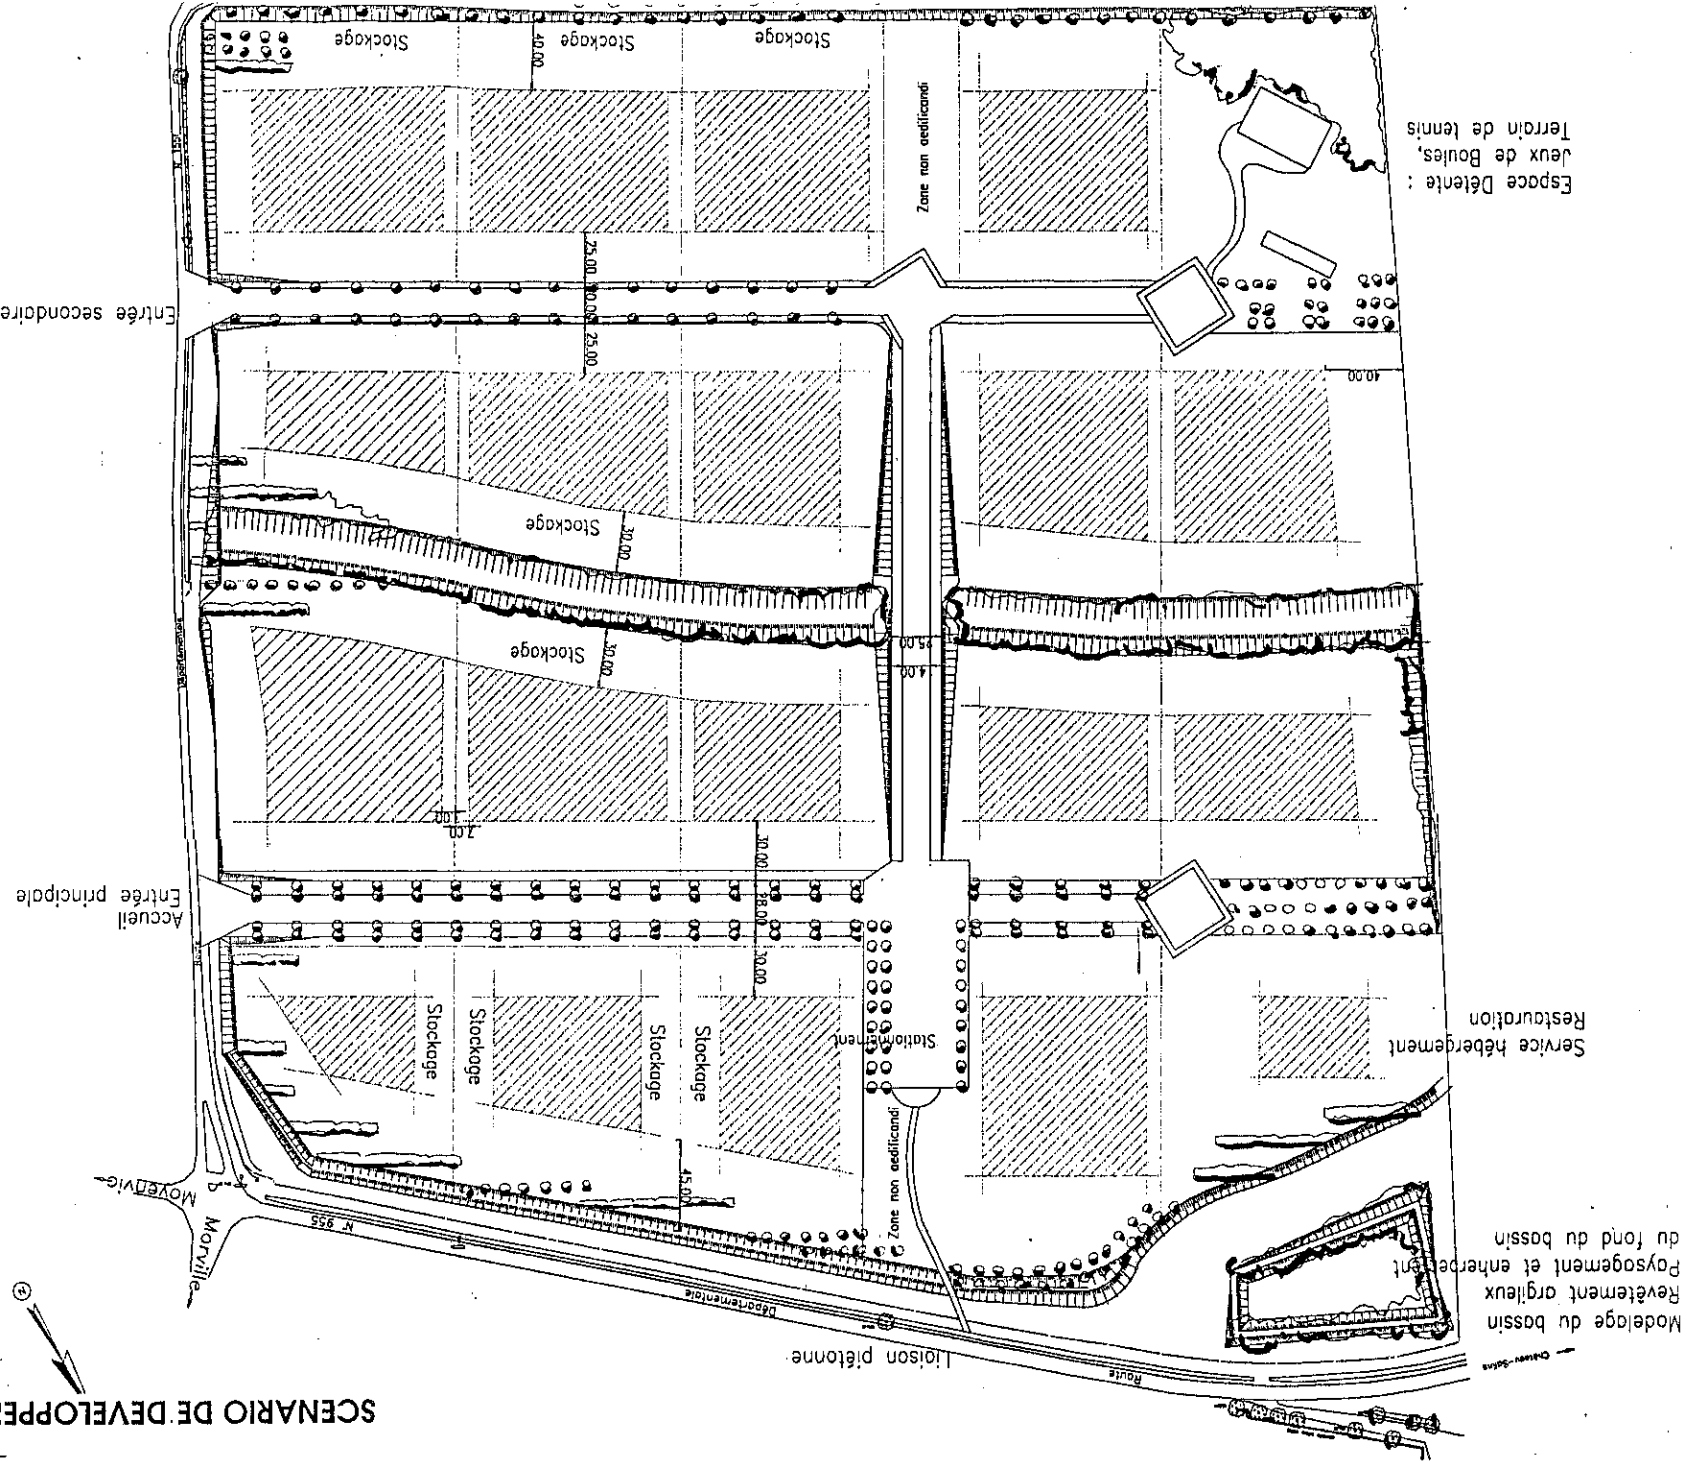 SCENARIO DE DEVELOPPE
Liaison piétonne
Route
Départementale
N° 955
Château-Salins
Morville
Moyenvic
Modelage du bassin
Revêtement argileux
Paysagement et enherbement
du fond du bassin
Zone non aedificandi
45.00
Service hébergement
Restauration
Stationnement
Stockage
Stockage
Stockage
Stockage
30.00
28.00
30.00
Accueil
Entrée principale
7.00
7.00
4.00
25.00
Stockage
30.00
Départementale
Stockage
30.00
40.00
Entrée secondaire
25.00
10.00
25.00
Espace Détente :
Jeux de Boules,
Terrain de tennis
Zone non aedificandi
40.00
Stockage
Stockage
Stockage